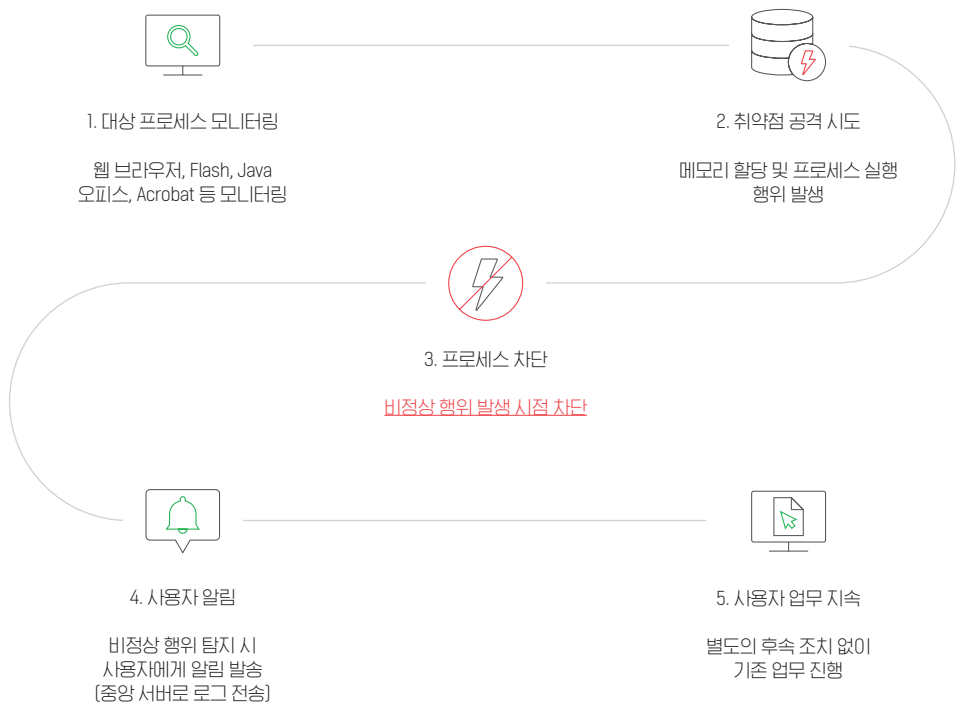 1. 대상 프로세스 모니터링
웹 브라우저, Flash, Java
오피스, Acrobat 등 모니터링
2. 취약점 공격 시도
메모리 할당 및 프로세스 실행
행위 발생
3. 프로세스 차단
비정상 행위 발생 시점 차단
4. 사용자 알림
비정상 행위 탐지 시
사용자에게 알림 발송
(중앙 서버로 로그 전송)
5. 사용자 업무 지속
별도의 후속 조치 없이
기존 업무 진행